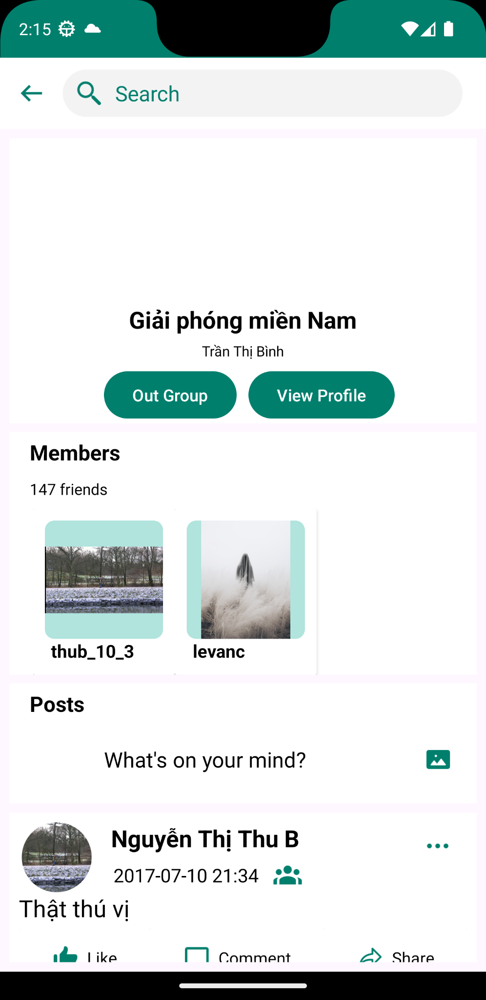 2:15
Search
Giải phóng miền Nam
Trần Thị Bình
Out Group
View Profile
Members
147 friends
thub_10_3
levanc
Posts
What's on your mind?
Nguyễn Thị Thu B
2017-07-10 21:34
Thật thú vị
Like
Comment
Share